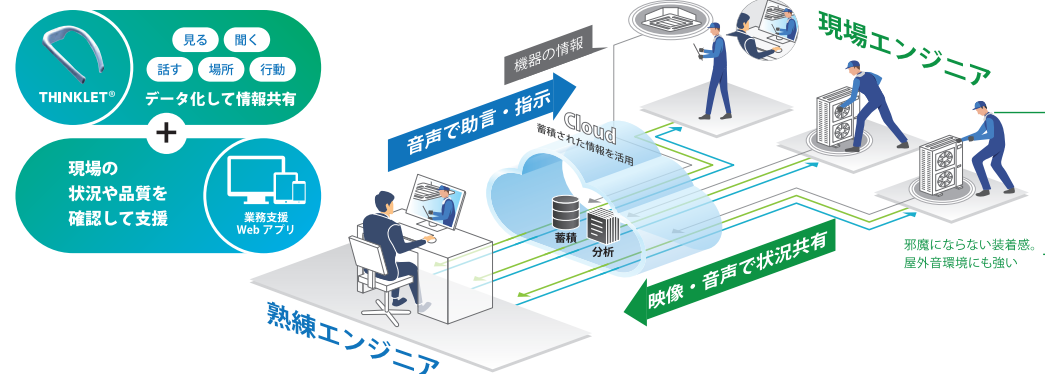 THINKLET®
見る
聞く
話す
場所
行動
データ化して情報共有
+
現場の
状況や品質を
確認して支援
業務支援
Web アプリ
機器の情報
音声で助言・指示
Cloud
蓄積された情報を活用
蓄積
分析
映像・音声で状況共有
熟練エンジニア
現場エンジニア
邪魔にならない装着感。
屋外音環境にも強い